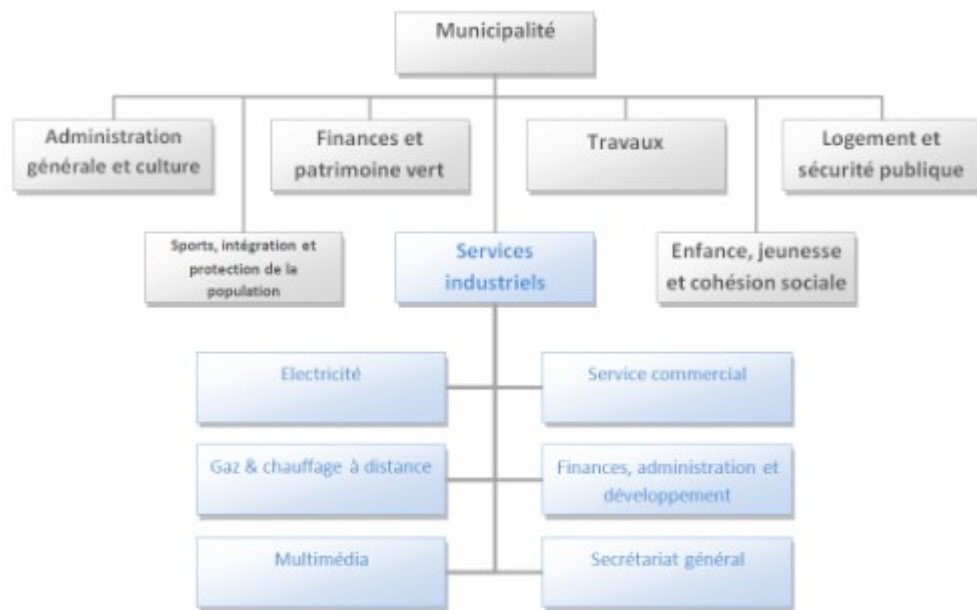 Municipalité
Administration
générale et culture
Finances et
patrimoine vert
Travaux
Logement et
sécurité publique
Sports, intégration et
protection de la
population
Services
industriels
Enfance, jeunesse
et cohésion sociale
Electricité
Service commercial
Gaz & chauffage à distance
Finances, administration et
développement
Multimédia
Secrétariat général